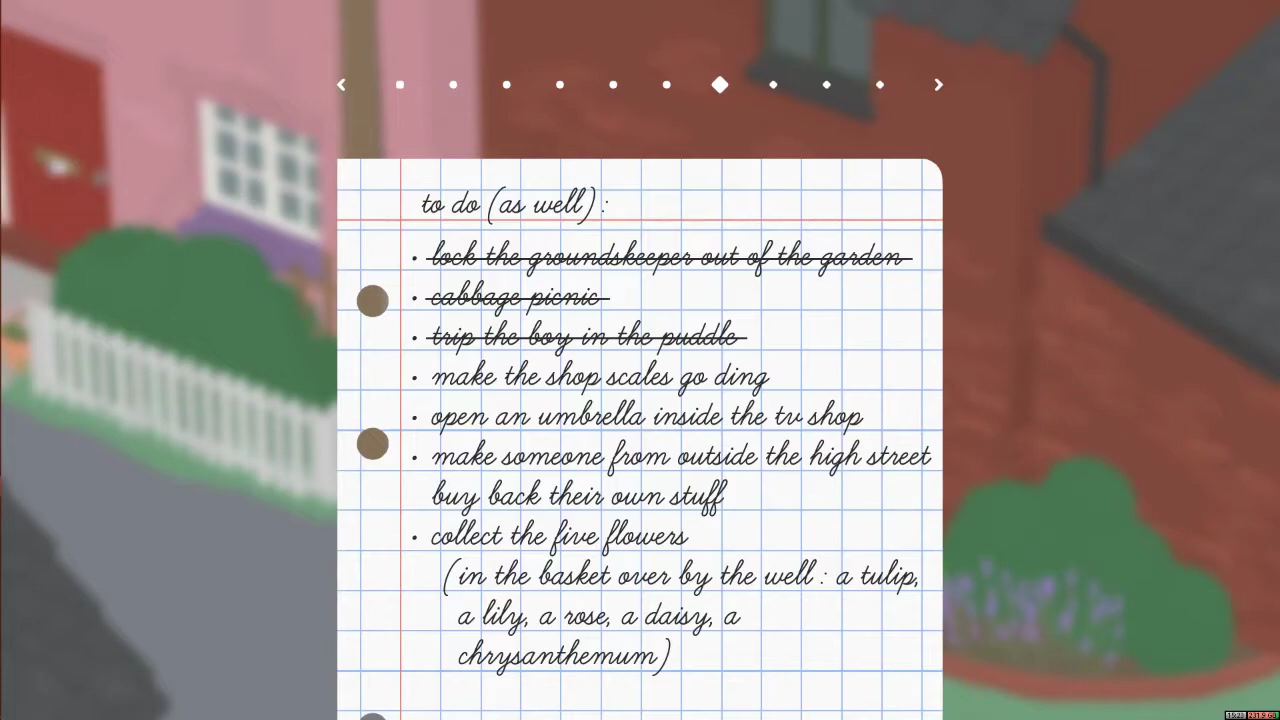 to do (as well) :
• lock the groundskeeper out of the garden
• cabbage picnic
• trip the boy in the puddle
• make the shop scales go ding
• open an umbrella inside the tv shop
• make someone from outside the high street
buy back their own stuff
• collect the five flowers
(in the basket over by the well : a tulip,
a lily, a rose, a daisy, a
chrysanthemum)